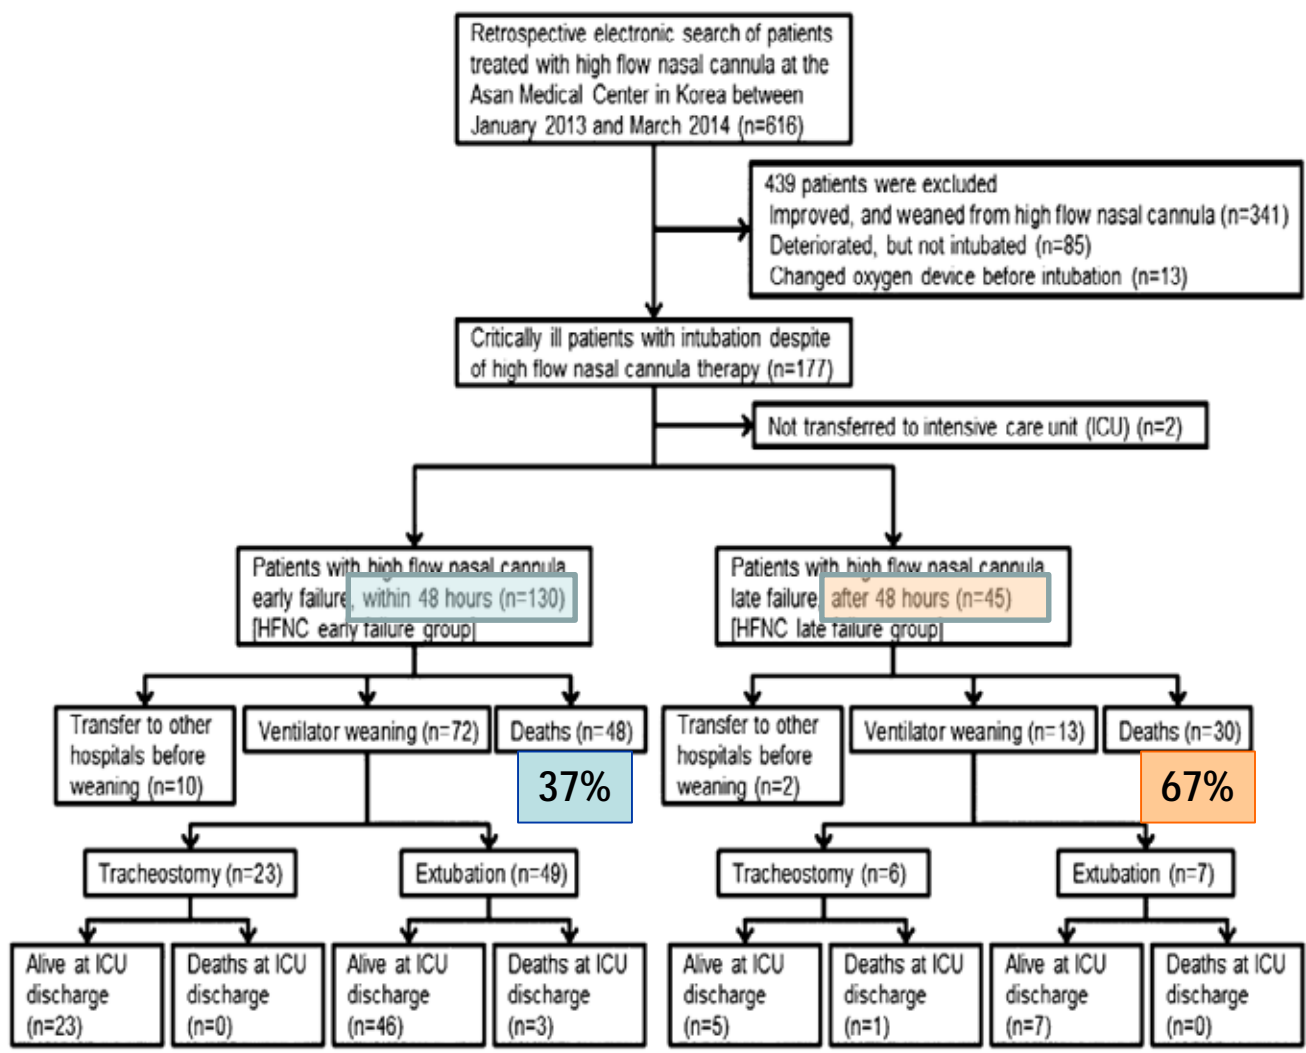 Retrospective electronic search of patients
treated with high flow nasal cannula at the
Asan Medical Center in Korea between
January 2013 and March 2014 (n=616)
439 patients were excluded
Improved, and weaned from high flow nasal cannula (n=341)
Deteriorated, but not intubated (n=85)
Changed oxygen device before intubation (n=13)
Critically ill patients with intubation despite
of high flow nasal cannula therapy (n=177)
Not transferred to intensive care unit (ICU) (n=2)
Patients with high flow nasal cannula
early failure, within 48 hours (n=130)
[HFNC early failure group]
Patients with high flow nasal cannula
late failure, after 48 hours (n=45)
[HFNC late failure group]
Transfer to other
hospitals before
weaning (n=10)
Ventilator weaning (n=72)
Deaths (n=48)
37%
Transfer to other
hospitals before
weaning (n=2)
Ventilator weaning (n=13)
Deaths (n=30)
67%
Tracheostomy (n=23)
Extubation (n=49)
Tracheostomy (n=6)
Extubation (n=7)
Alive at ICU
discharge
(n=23)
Deaths at ICU
discharge
(n=0)
Alive at ICU
discharge
(n=46)
Deaths at ICU
discharge
(n=3)
Alive at ICU
discharge
(n=5)
Deaths at ICU
discharge
(n=1)
Alive at ICU
discharge
(n=7)
Deaths at ICU
discharge
(n=0)